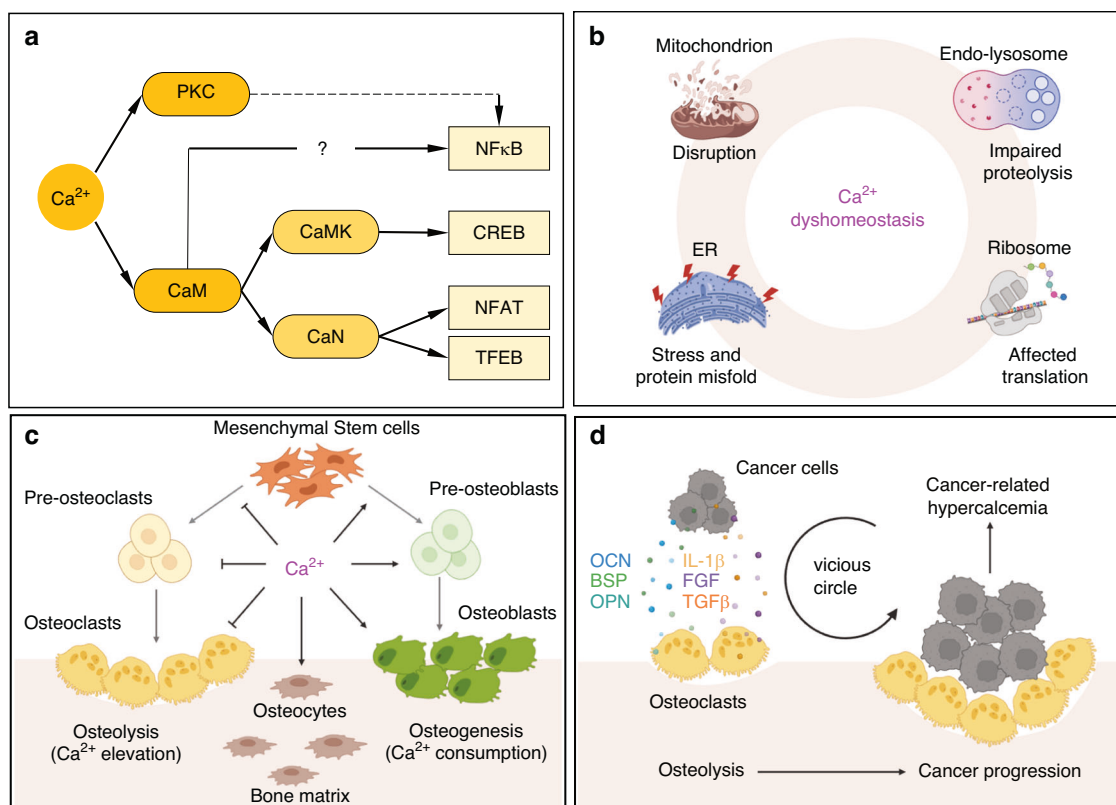 a
PKC
?
NFκB
Ca²⁺
CaMK
CREB
CaM
NFAT
CaN
TFEB
b
Mitochondrion
Disruption
Endo-lysosome
Impaired
proteolysis
Ca²⁺
dyshomeostasis
ER
Stress and
protein misfold
Ribosome
Affected
translation
c
Mesenchymal Stem cells
Pre-osteoclasts
Pre-osteoblasts
Ca²⁺
Osteoclasts
Osteoblasts
Osteolysis
(Ca²⁺ elevation)
Osteocytes
Osteogenesis
(Ca²⁺ consumption)
Bone matrix
d
Cancer cells
Cancer-related
hypercalcemia
OCN
BSP
OPN
IL-1β
FGF
TGFβ
vicious
circle
Osteoclasts
Osteolysis
Cancer progression